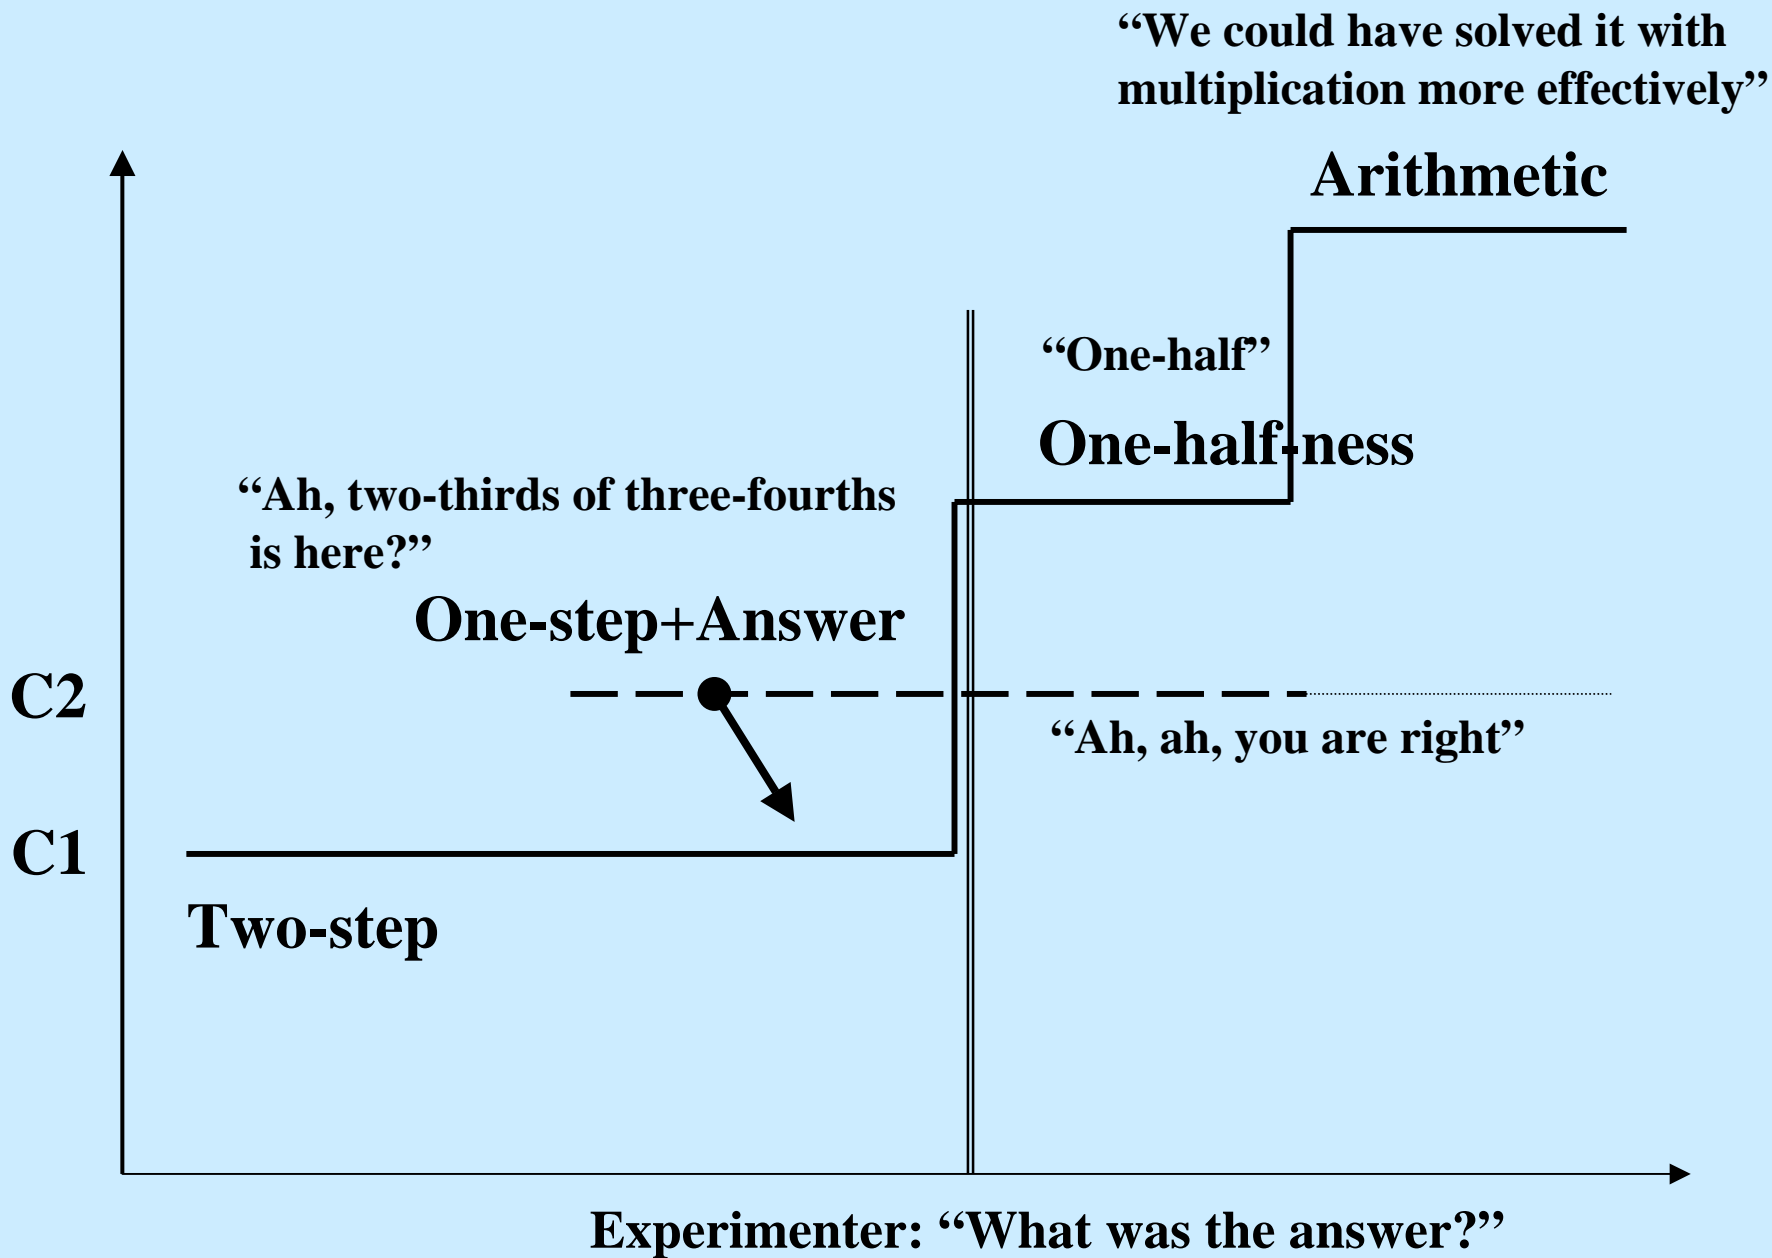 “We could have solved it with
multiplication more effectively”
Arithmetic
“One-half”
One-half-ness
“Ah, two-thirds of three-fourths
is here?”
One-step+Answer
C2
“Ah, ah, you are right”
C1
Two-step
Experimenter: “What was the answer?”